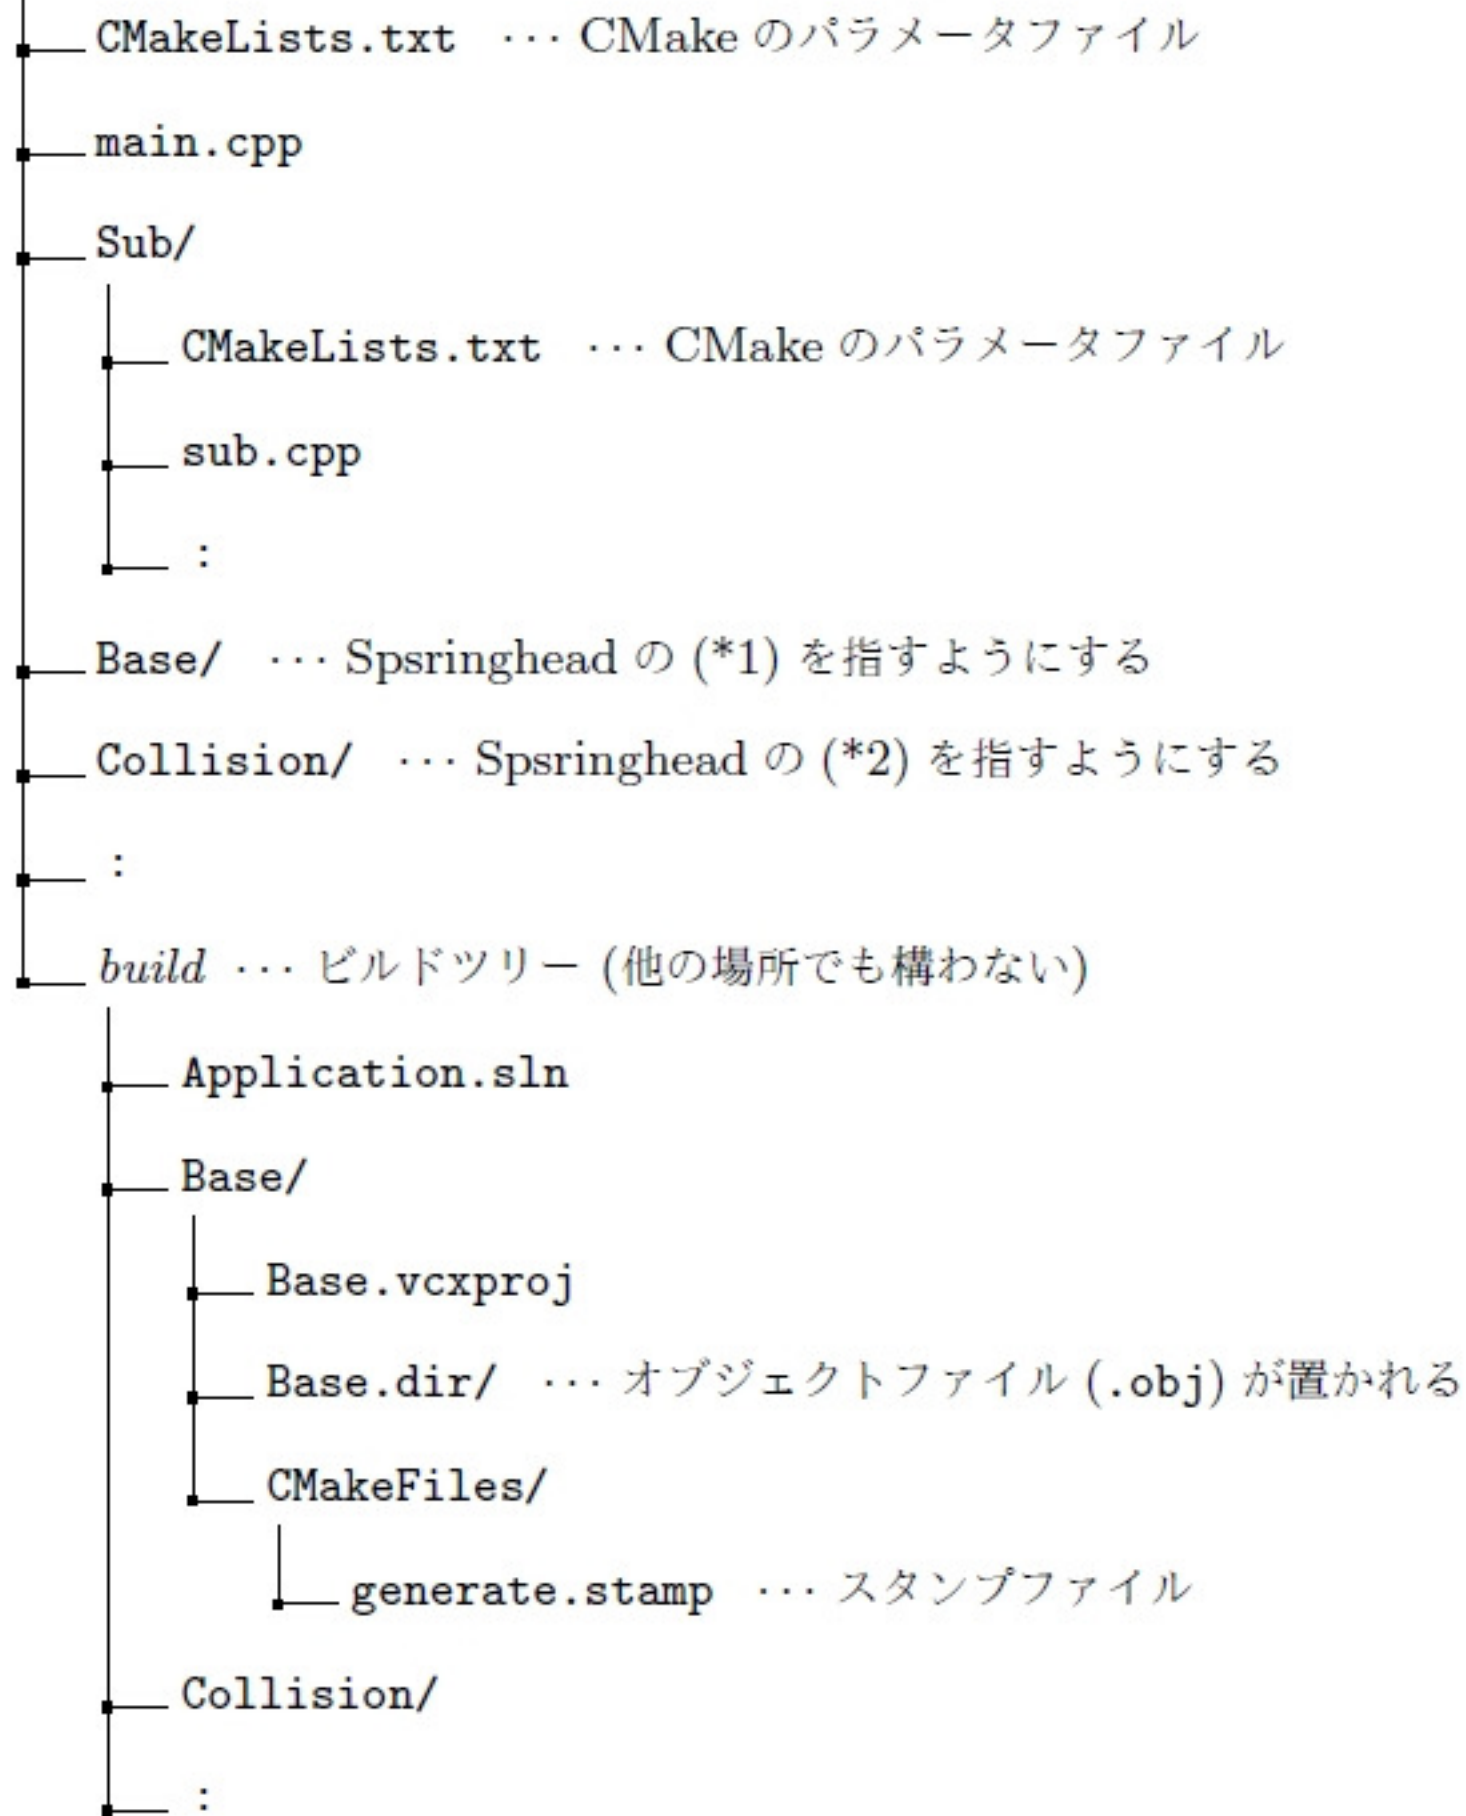 CMakeLists.txt ··· CMake のパラメータファイル
main.cpp
Sub/
CMakeLists.txt ··· CMake のパラメータファイル
sub.cpp
:
Base/ ··· Spsringhead の (*1) を指すようにする
Collision/ ··· Spsringhead の (*2) を指すようにする
:
build ··· ビルドツリー (他の場所でも構わない)
Application.sln
Base/
Base.vcxproj
Base.dir/ ··· オブジェクトファイル (.obj) が置かれる
CMakeFiles/
generate.stamp ··· スタンプファイル
Collision/
: